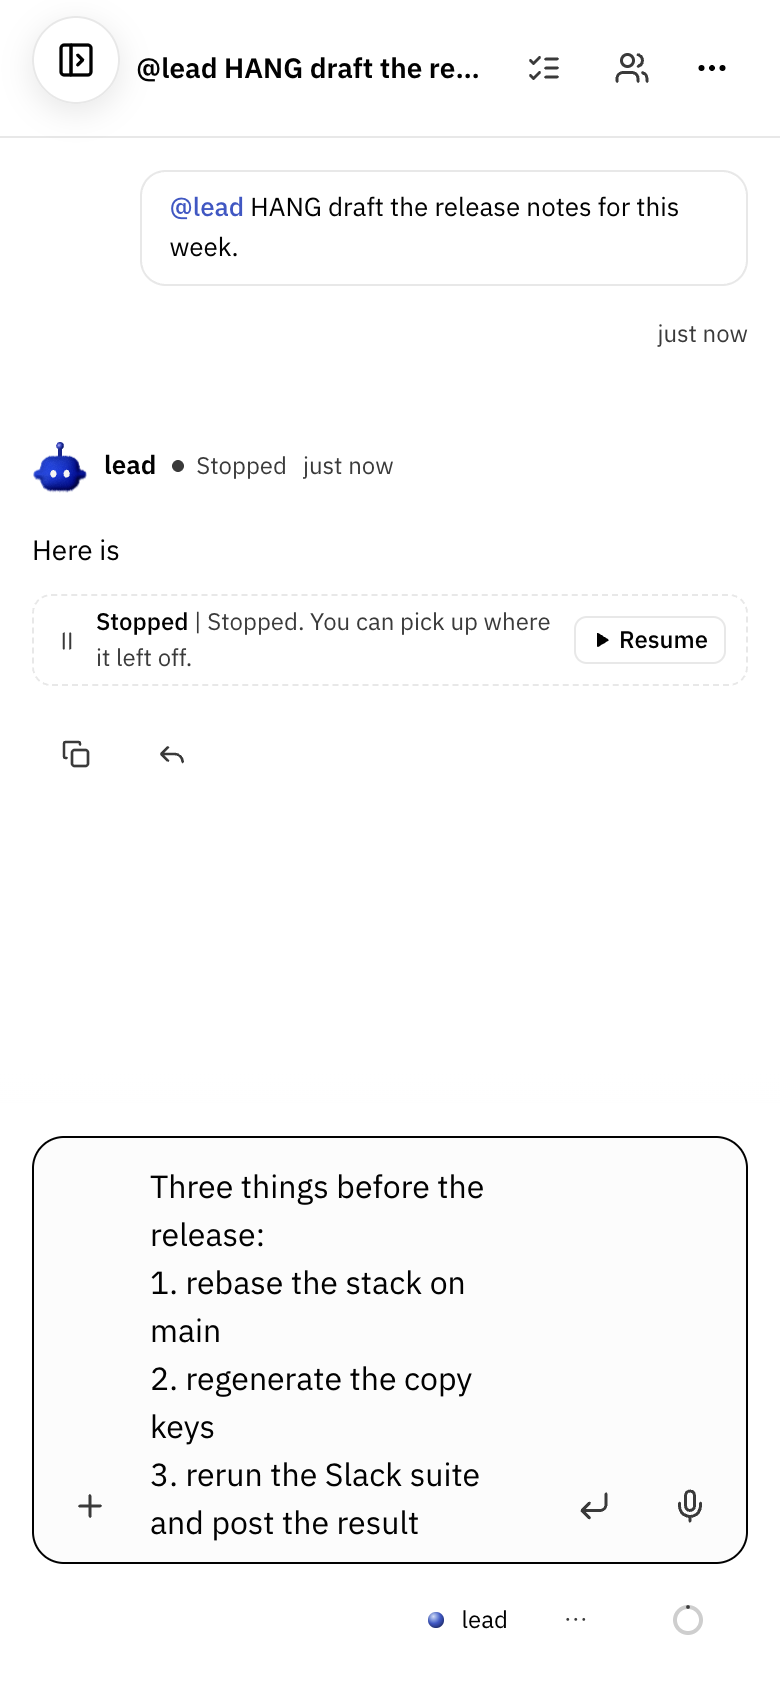 @lead HANG draft the re...
@lead HANG draft the release notes for this
week.
just now
lead ● Stopped just now
Here is
Stopped | Stopped. You can pick up where
it left off.
Resume
Three things before the
release:
1. rebase the stack on
main
2. regenerate the copy
keys
3. rerun the Slack suite
and post the result
lead ...